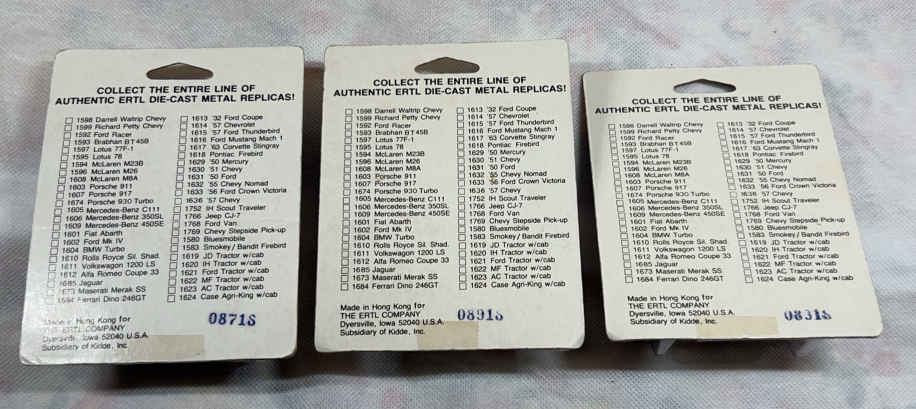 COLLECT THE ENTIRE LINE OF
AUTHENTIC ERTL DIE-CAST METAL REPLICAS!
1598 Darrell Waltrip Chevy
1599 Richard Petty Chevy
1592 Ford Racer
1593 Brabhan BT45B
1597 Lotus 77F-1
1595 Lotus 78
1594 McLaren M23B
1596 McLaren M26
1608 McLaren M8A
1603 Porsche 911
1607 Porsche 917
1674 Porsche 930 Turbo
1605 Mercedes-Benz C111
1606 Mercedes-Benz 350SL
1609 Mercedes-Benz 450SE
1601 Fiat Abarth
1602 Ford Mk IV
1604 BMW Turbo
1610 Rolls Royce Sil. Shad.
1611 Volkswagen 1200 LS
1612 Alfa Romeo Coupe 33
1685 Jaguar
1673 Maserati Merak SS
1684 Ferrari Dino 246GT
1613 '32 Ford Coupe
1614 '57 Chevrolet
1615 '57 Ford Thunderbird
1616 Ford Mustang Mach 1
1617 '63 Corvette Stingray
1618 Pontiac Firebird
1629 '50 Mercury
1630 '51 Chevy
1631 '50 Ford
1632 '55 Chevy Nomad
1633 '56 Ford Crown Victoria
1636 '57 Chevy
1752 IH Scout Traveler
1766 Jeep CJ-7
1768 Ford Van
1769 Chevy Stepside Pick-up
1580 Bluesmobile
1583 Smokey/Bandit Firebird
1619 JD Tractor w/cab
1620 IH Tractor w/cab
1621 Ford Tractor w/cab
1622 MF Tractor w/cab
1623 AC Tractor w/cab
1624 Case Agri-King w/cab
Made in Hong Kong for
THE ERTL COMPANY
Dyersville, Iowa 52040 U.S.A.
Subsidiary of Kidde, Inc.
0871S
COLLECT THE ENTIRE LINE OF
AUTHENTIC ERTL DIE-CAST METAL REPLICAS!
1598 Darrell Waltrip Chevy
1599 Richard Petty Chevy
1592 Ford Racer
1593 Brabhan BT45B
1597 Lotus 77F-1
1595 Lotus 78
1594 McLaren M23B
1596 McLaren M26
1608 McLaren M8A
1603 Porsche 911
1607 Porsche 917
1674 Porsche 930 Turbo
1605 Mercedes-Benz C111
1606 Mercedes-Benz 350SL
1609 Mercedes-Benz 450SE
1601 Fiat Abarth
1602 Ford Mk IV
1604 BMW Turbo
1610 Rolls Royce Sil. Shad.
1611 Volkswagen 1200 LS
1612 Alfa Romeo Coupe 33
1685 Jaguar
1673 Maserati Merak SS
1684 Ferrari Dino 246GT
1613 '32 Ford Coupe
1614 '57 Chevrolet
1615 '57 Ford Thunderbird
1616 Ford Mustang Mach 1
1617 '63 Corvette Stingray
1618 Pontiac Firebird
1629 '50 Mercury
1630 '51 Chevy
1631 '50 Ford
1632 '55 Chevy Nomad
1633 '56 Ford Crown Victoria
1636 '57 Chevy
1752 IH Scout Traveler
1766 Jeep CJ-7
1768 Ford Van
1769 Chevy Stepside Pick-up
1580 Bluesmobile
1583 Smokey/Bandit Firebird
1619 JD Tractor w/cab
1620 IH Tractor w/cab
1621 Ford Tractor w/cab
1622 MF Tractor w/cab
1623 AC Tractor w/cab
1624 Case Agri-King w/cab
Made in Hong Kong for
THE ERTL COMPANY
Dyersville, Iowa 52040 U.S.A.
Subsidiary of Kidde, Inc.
0891S
COLLECT THE ENTIRE LINE OF
AUTHENTIC ERTL DIE-CAST METAL REPLICAS!
1598 Darrell Waltrip Chevy
1599 Richard Petty Chevy
1592 Ford Racer
1593 Brabhan BT45B
1597 Lotus 77F-1
1595 Lotus 78
1594 McLaren M23B
1596 McLaren M26
1608 McLaren M8A
1603 Porsche 911
1607 Porsche 917
1674 Porsche 930 Turbo
1605 Mercedes-Benz C111
1606 Mercedes-Benz 350SL
1609 Mercedes-Benz 450SE
1601 Fiat Abarth
1602 Ford Mk IV
1604 BMW Turbo
1610 Rolls Royce Sil. Shad.
1611 Volkswagen 1200 LS
1612 Alfa Romeo Coupe 33
1685 Jaguar
1673 Maserati Merak SS
1684 Ferrari Dino 246GT
1613 '32 Ford Coupe
1614 '57 Chevrolet
1615 '57 Ford Thunderbird
1616 Ford Mustang Mach 1
1617 '63 Corvette Stingray
1618 Pontiac Firebird
1629 '50 Mercury
1630 '51 Chevy
1631 '50 Ford
1632 '55 Chevy Nomad
1633 '56 Ford Crown Victoria
1636 '57 Chevy
1752 IH Scout Traveler
1766 Jeep CJ-7
1768 Ford Van
1769 Chevy Stepside Pick-up
1580 Bluesmobile
1583 Smokey/Bandit Firebird
1619 JD Tractor w/cab
1620 IH Tractor w/cab
1621 Ford Tractor w/cab
1622 MF Tractor w/cab
1623 AC Tractor w/cab
1624 Case Agri-King w/cab
Made in Hong Kong for
THE ERTL COMPANY
Dyersville, Iowa 52040 U.S.A.
Subsidiary of Kidde, Inc.
0831S